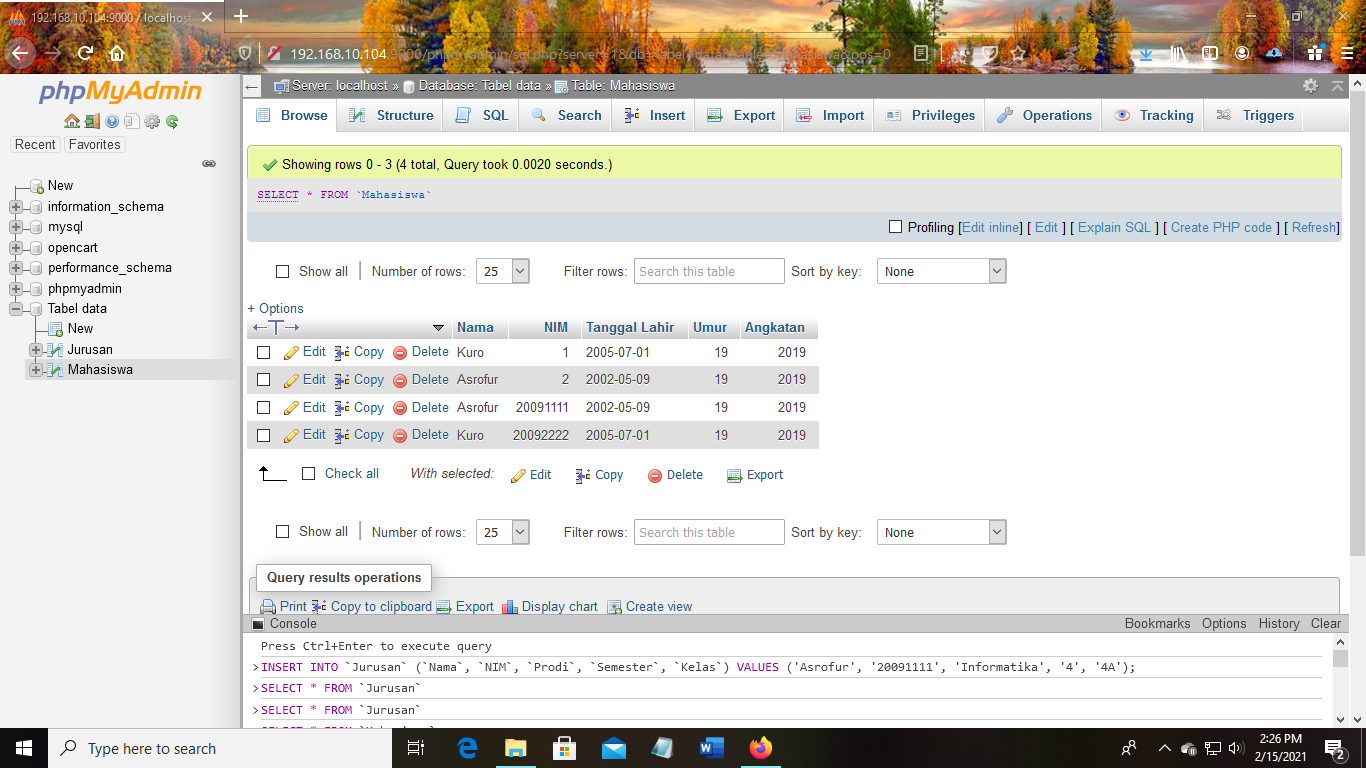 192.168.10.104:9000 / localhost
192.168.10.104:9000/phpmyadmin/sql.php?server=1&db=
phpMyAdmin
Recent Favorites
New
information_schema
mysql
opencart
performance_schema
phpmyadmin
Tabel data
New
Jurusan
Mahasiswa
Server: localhost » Database: Tabel data » Table: Mahasiswa
Browse Structure SQL Search Insert Export Import Privileges Operations Tracking Triggers
Showing rows 0 - 3 (4 total, Query took 0.0020 seconds.)
SELECT * FROM `Mahasiswa`
Profiling [Edit inline] [ Edit ] [ Explain SQL ] [ Create PHP code ] [ Refresh]
Show all Number of rows: 25 Filter rows: Search this table Sort by key: None
+ Options
←T→ Nama NIM Tanggal Lahir Umur Angkatan
Edit Copy Delete Kuro 1 2005-07-01 19 2019
Edit Copy Delete Asrofur 2 2002-05-09 19 2019
Edit Copy Delete Asrofur 20091111 2002-05-09 19 2019
Edit Copy Delete Kuro 20092222 2005-07-01 19 2019
Check all With selected: Edit Copy Delete Export
Show all Number of rows: 25 Filter rows: Search this table Sort by key: None
Query results operations
Print Copy to clipboard Export Display chart Create view
Console Bookmarks Options History Clear
Press Ctrl+Enter to execute query
>INSERT INTO `Jurusan` (`Nama`, `NIM`, `Prodi`, `Semester`, `Kelas`) VALUES ('Asrofur', '20091111', 'Informatika', '4', '4A');
>SELECT * FROM `Jurusan`
>SELECT * FROM `Jurusan`
Type here to search
2:26 PM
2/15/2021
2